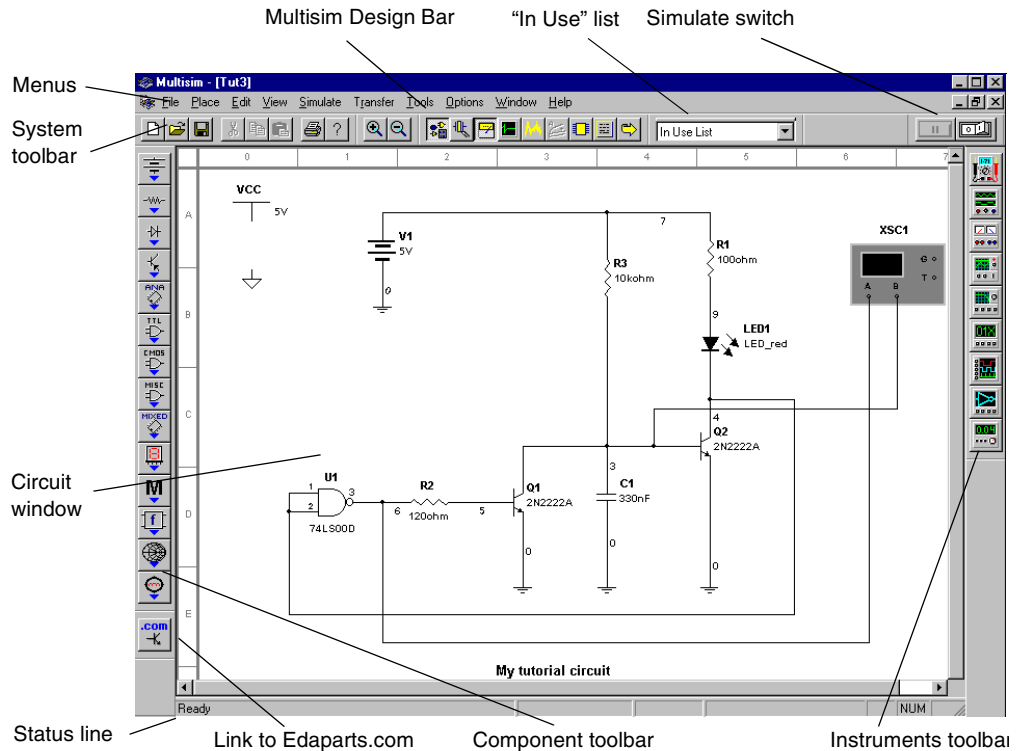 Multisim Design Bar
“In Use” list
Simulate switch
Menus
System
toolbar
Multisim - [Tut3]
File Place Edit View Simulate Transfer Tools Options Window Help
In Use List
0 1 2 3 4 5 6 7
A
B
C
D
E
ANA
TTL
CMOS
MISC
MIXED
M
f
.com
VCC
5V
V1
5V
0
7
R3
10kohm
R1
100ohm
9
LED1
LED_red
XSC1
G
T
A B
4
Q2
2N2222A
0
3
C1
330nF
0
Q1
2N2222A
0
R2
120ohm
6
5
U1
1
2
3
74LS00D
My tutorial circuit
01X
0.04
Ready
NUM
Circuit
window
Status line
Link to Edaparts.com
Component toolbar
Instruments toolbar